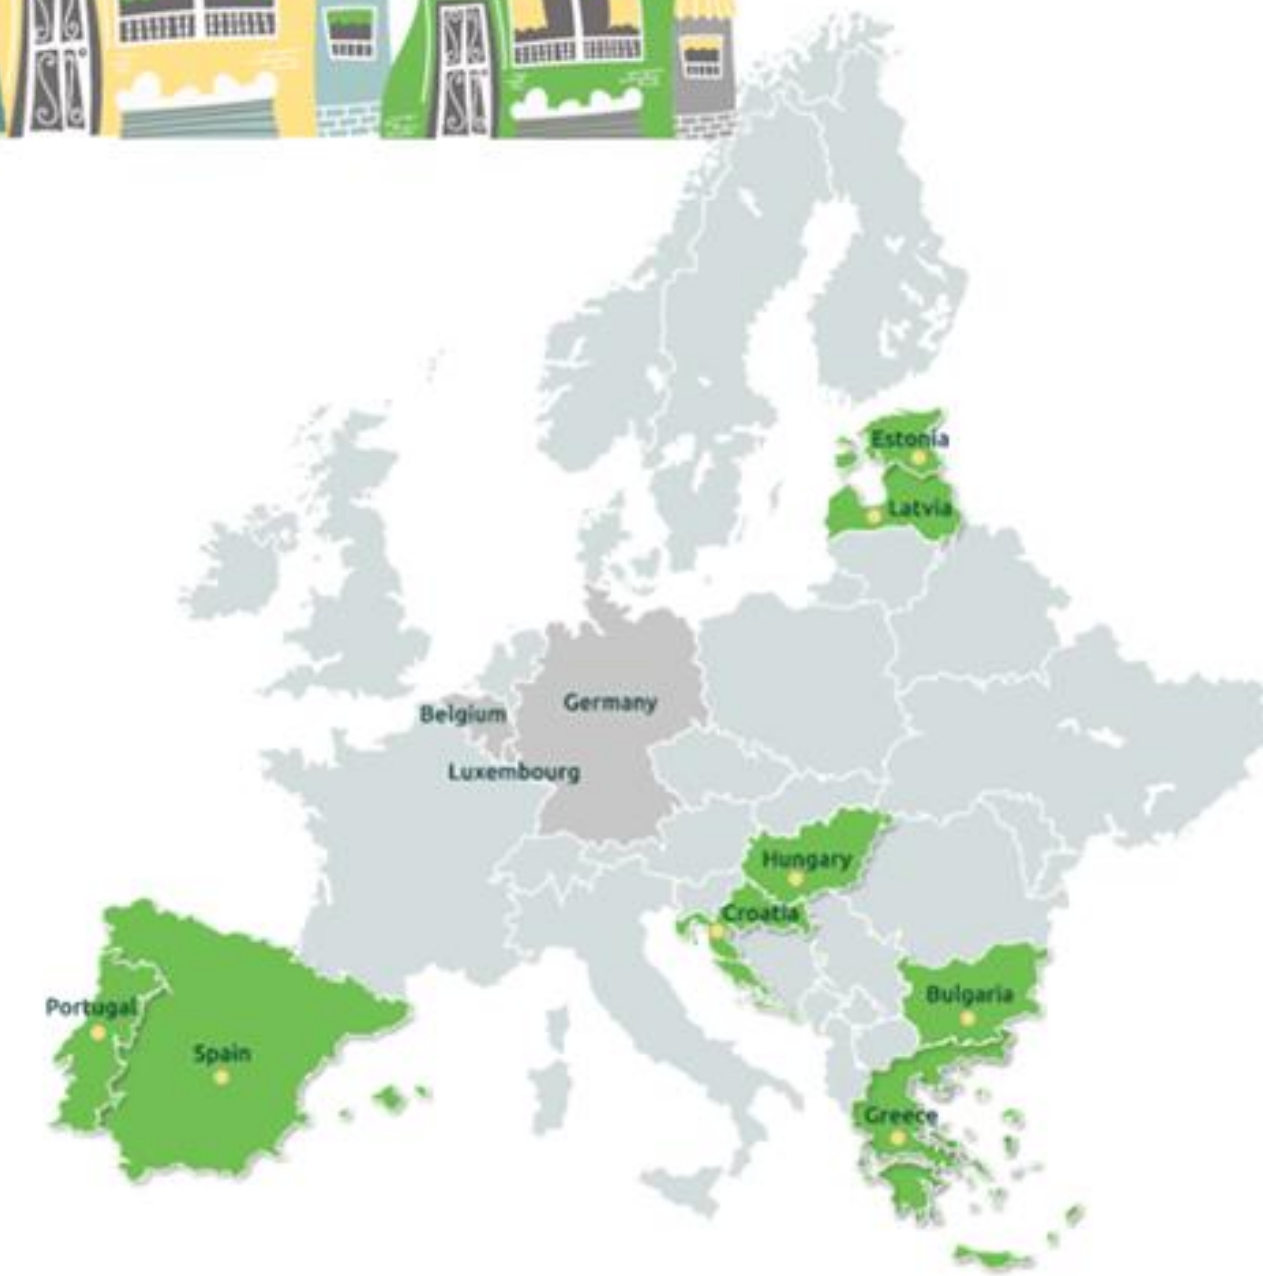 Estonia
Latvia
Germany
Belgium
Luxembourg
Hungary
Croatia
Bulgaria
Portugal
Spain
Greece